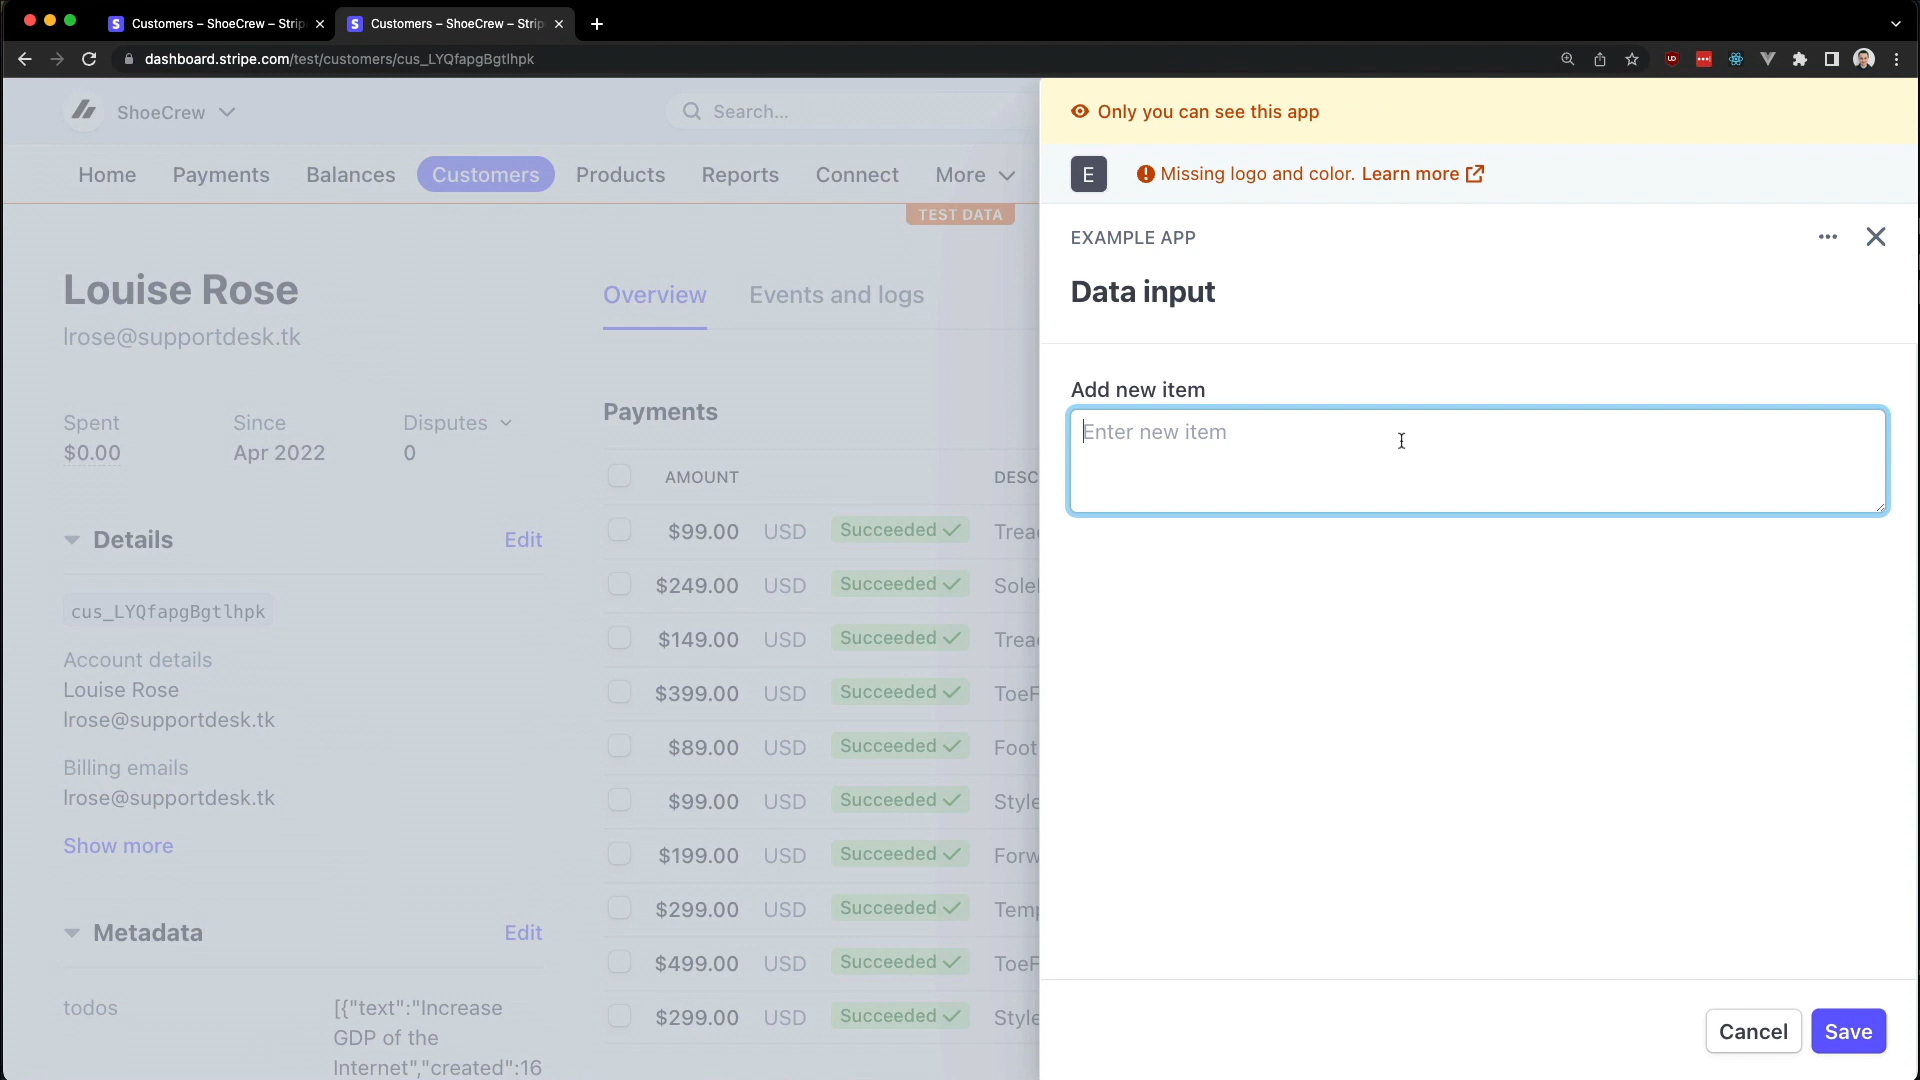 Customers – ShoeCrew – Strip
Customers – ShoeCrew – Strip
dashboard.stripe.com/test/customers/cus_LYQfapgBgtlhpk
ShoeCrew
Search...
Only you can see this app
E
Missing logo and color. Learn more
Home Payments Balances Customers Products Reports Connect More
TEST DATA
EXAMPLE APP
Data input
Louise Rose
lrose@supportdesk.tk
Overview Events and logs
Add new item
Enter new item
Spent Since Disputes
$0.00 Apr 2022 0
Payments
AMOUNT DESC
$99.00 USD Succeeded Trea
$249.00 USD Succeeded Sole
$149.00 USD Succeeded Trea
$399.00 USD Succeeded ToeF
$89.00 USD Succeeded Foot
$99.00 USD Succeeded Style
$199.00 USD Succeeded Forw
$299.00 USD Succeeded Temp
$499.00 USD Succeeded ToeF
$299.00 USD Succeeded Style
Details Edit
cus_LYQfapgBgtlhpk
Account details
Louise Rose
lrose@supportdesk.tk
Billing emails
lrose@supportdesk.tk
Show more
Metadata Edit
todos [{"text":"Increase
GDP of the
Internet","created":16
Cancel Save